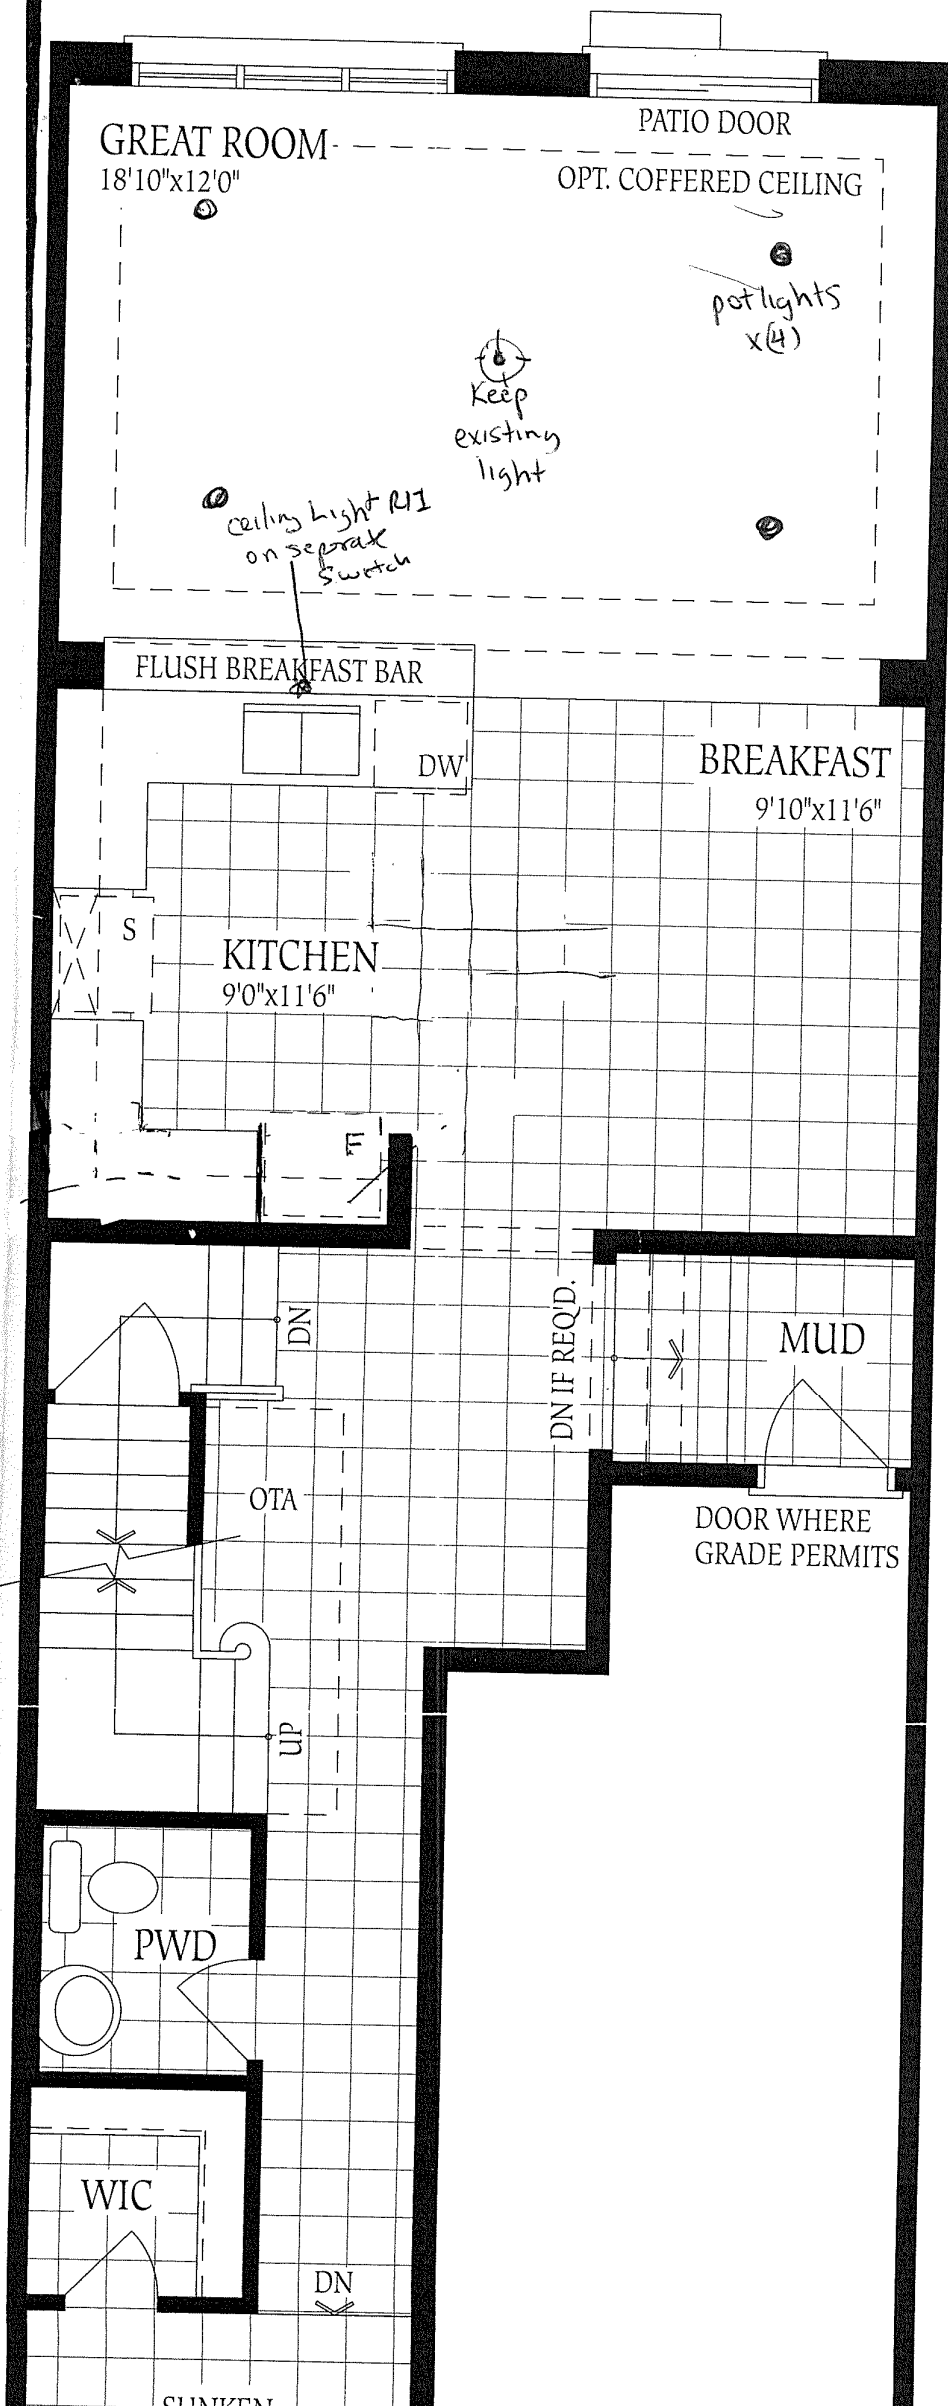 PATIO DOOR
GREAT ROOM
18'10"x12'0"
OPT. COFFERED CEILING
potlights
x(4)
Keep
existing
light
ceiling Light R/I
on seprate
switch
FLUSH BREAKFAST BAR
DW
BREAKFAST
9'10"x11'6"
S
KITCHEN
9'0"x11'6"
F
DN
DN IF REQ'D.
MUD
OTA
DOOR WHERE
GRADE PERMITS
UP
PWD
WIC
DN
SUNKEN